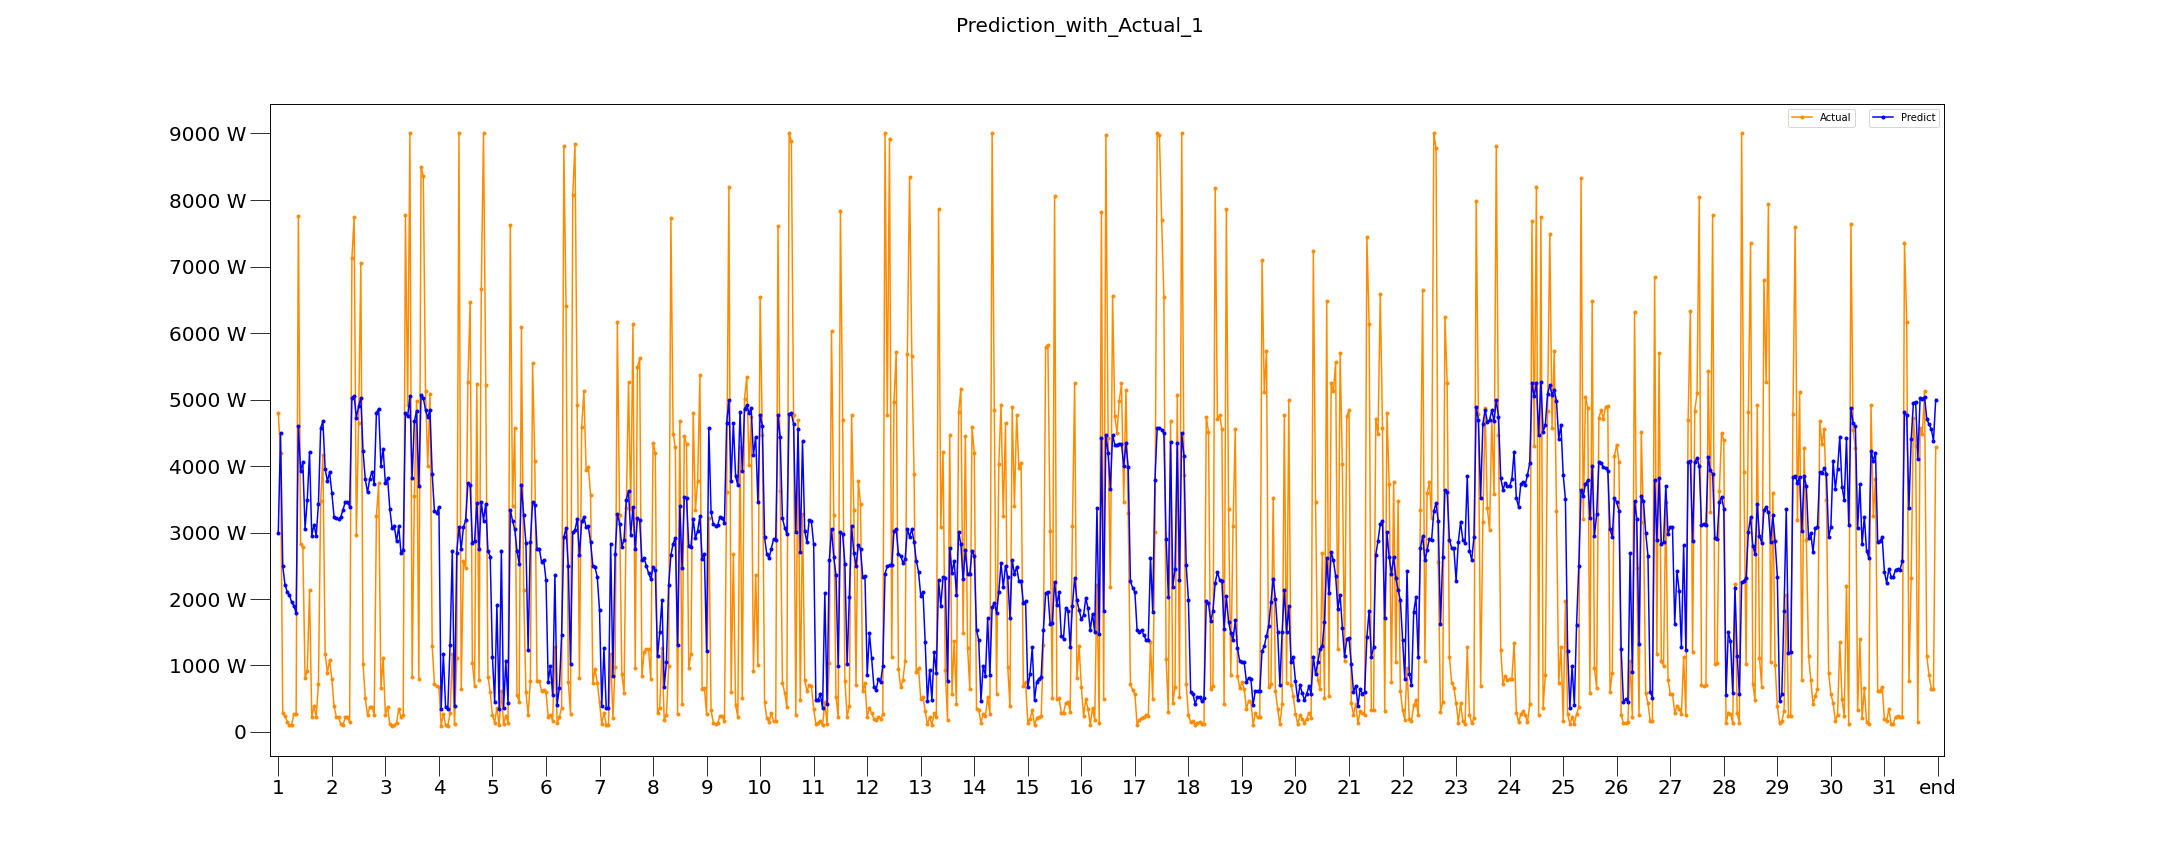 Prediction_with_Actual_1
Actual Predict
9000 W
8000 W
7000 W
6000 W
5000 W
4000 W
3000 W
2000 W
1000 W
0
1 2 3 4 5 6 7 8 9 10 11 12 13 14 15 16 17 18 19 20 21 22 23 24 25 26 27 28 29 30 31 end